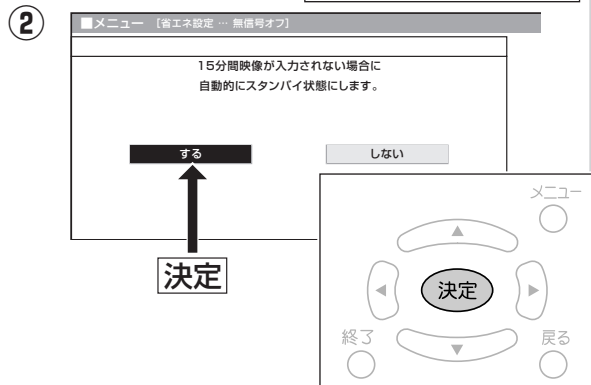 ②
■メニュー [省エネ設定 … 無信号オフ]
15分間映像が入力されない場合に
自動的にスタンバイ状態にします。
する
しない
決定
メニュー
▲
◀ 決定 ▶
▼
終了
戻る